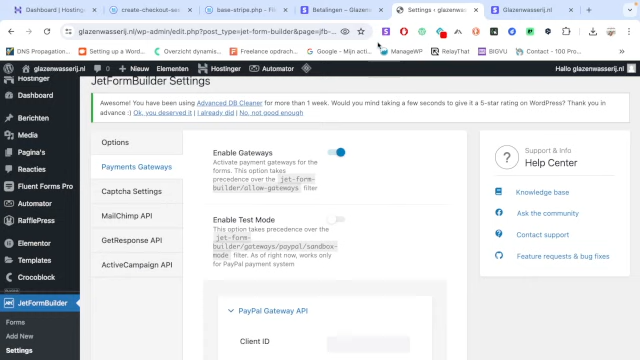 Dashboard | Hosting
create-checkout-sea
base-stripe.php - Fil
Betalingen – Glazenw
Settings ‹ glazenwasse
Glazenwasserij.nl
glazenwasserij.nl/wp-admin/edit.php?post_type=jet-form-builder&page=jfb-...
DNS Propagation...
Setting up a Word...
Overzicht dynamis...
Freelance opdrach...
Google - Mijn acti...
ManageWP
RelayThat
BIGVU
Contact - 100 Pro...
glazenwasserij.nl
0
Nieuw
Elementen
Hostinger
Automator
Hallo glazenwasserij.nl
Hostinger
Dashboard
Berichten
Media
Pagina's
Reacties
Fluent Forms Pro
Automator
RafflePress
Elementor
Templates
Crocoblock
JetFormBuilder
Forms
Add New
Settings
JetFormBuilder Settings
Awesome! You have been using Advanced DB Cleaner for more than 1 week. Would you mind taking a few seconds to give it a 5-star rating on WordPress? Thank you in
advance :) Ok, you deserved it | I already did | No, not good enough
Options
Payments Gateways
Captcha Settings
MailChimp API
GetResponse API
ActiveCampaign API
Enable Gateways
Activate payment gateways for the
forms. This option takes
precedence over the jet-form-
builder/allow-gateways filter
Enable Test Mode
This option takes precedence over the
jet-form-
builder/gateways/paypal/sandbox-
mode filter. As of right now, works
only for PayPal payment system
PayPal Gateway API
Client ID
Support & Info
Help Center
Knowledge base
Ask the community
Contact support
Feature requests & bug fixes